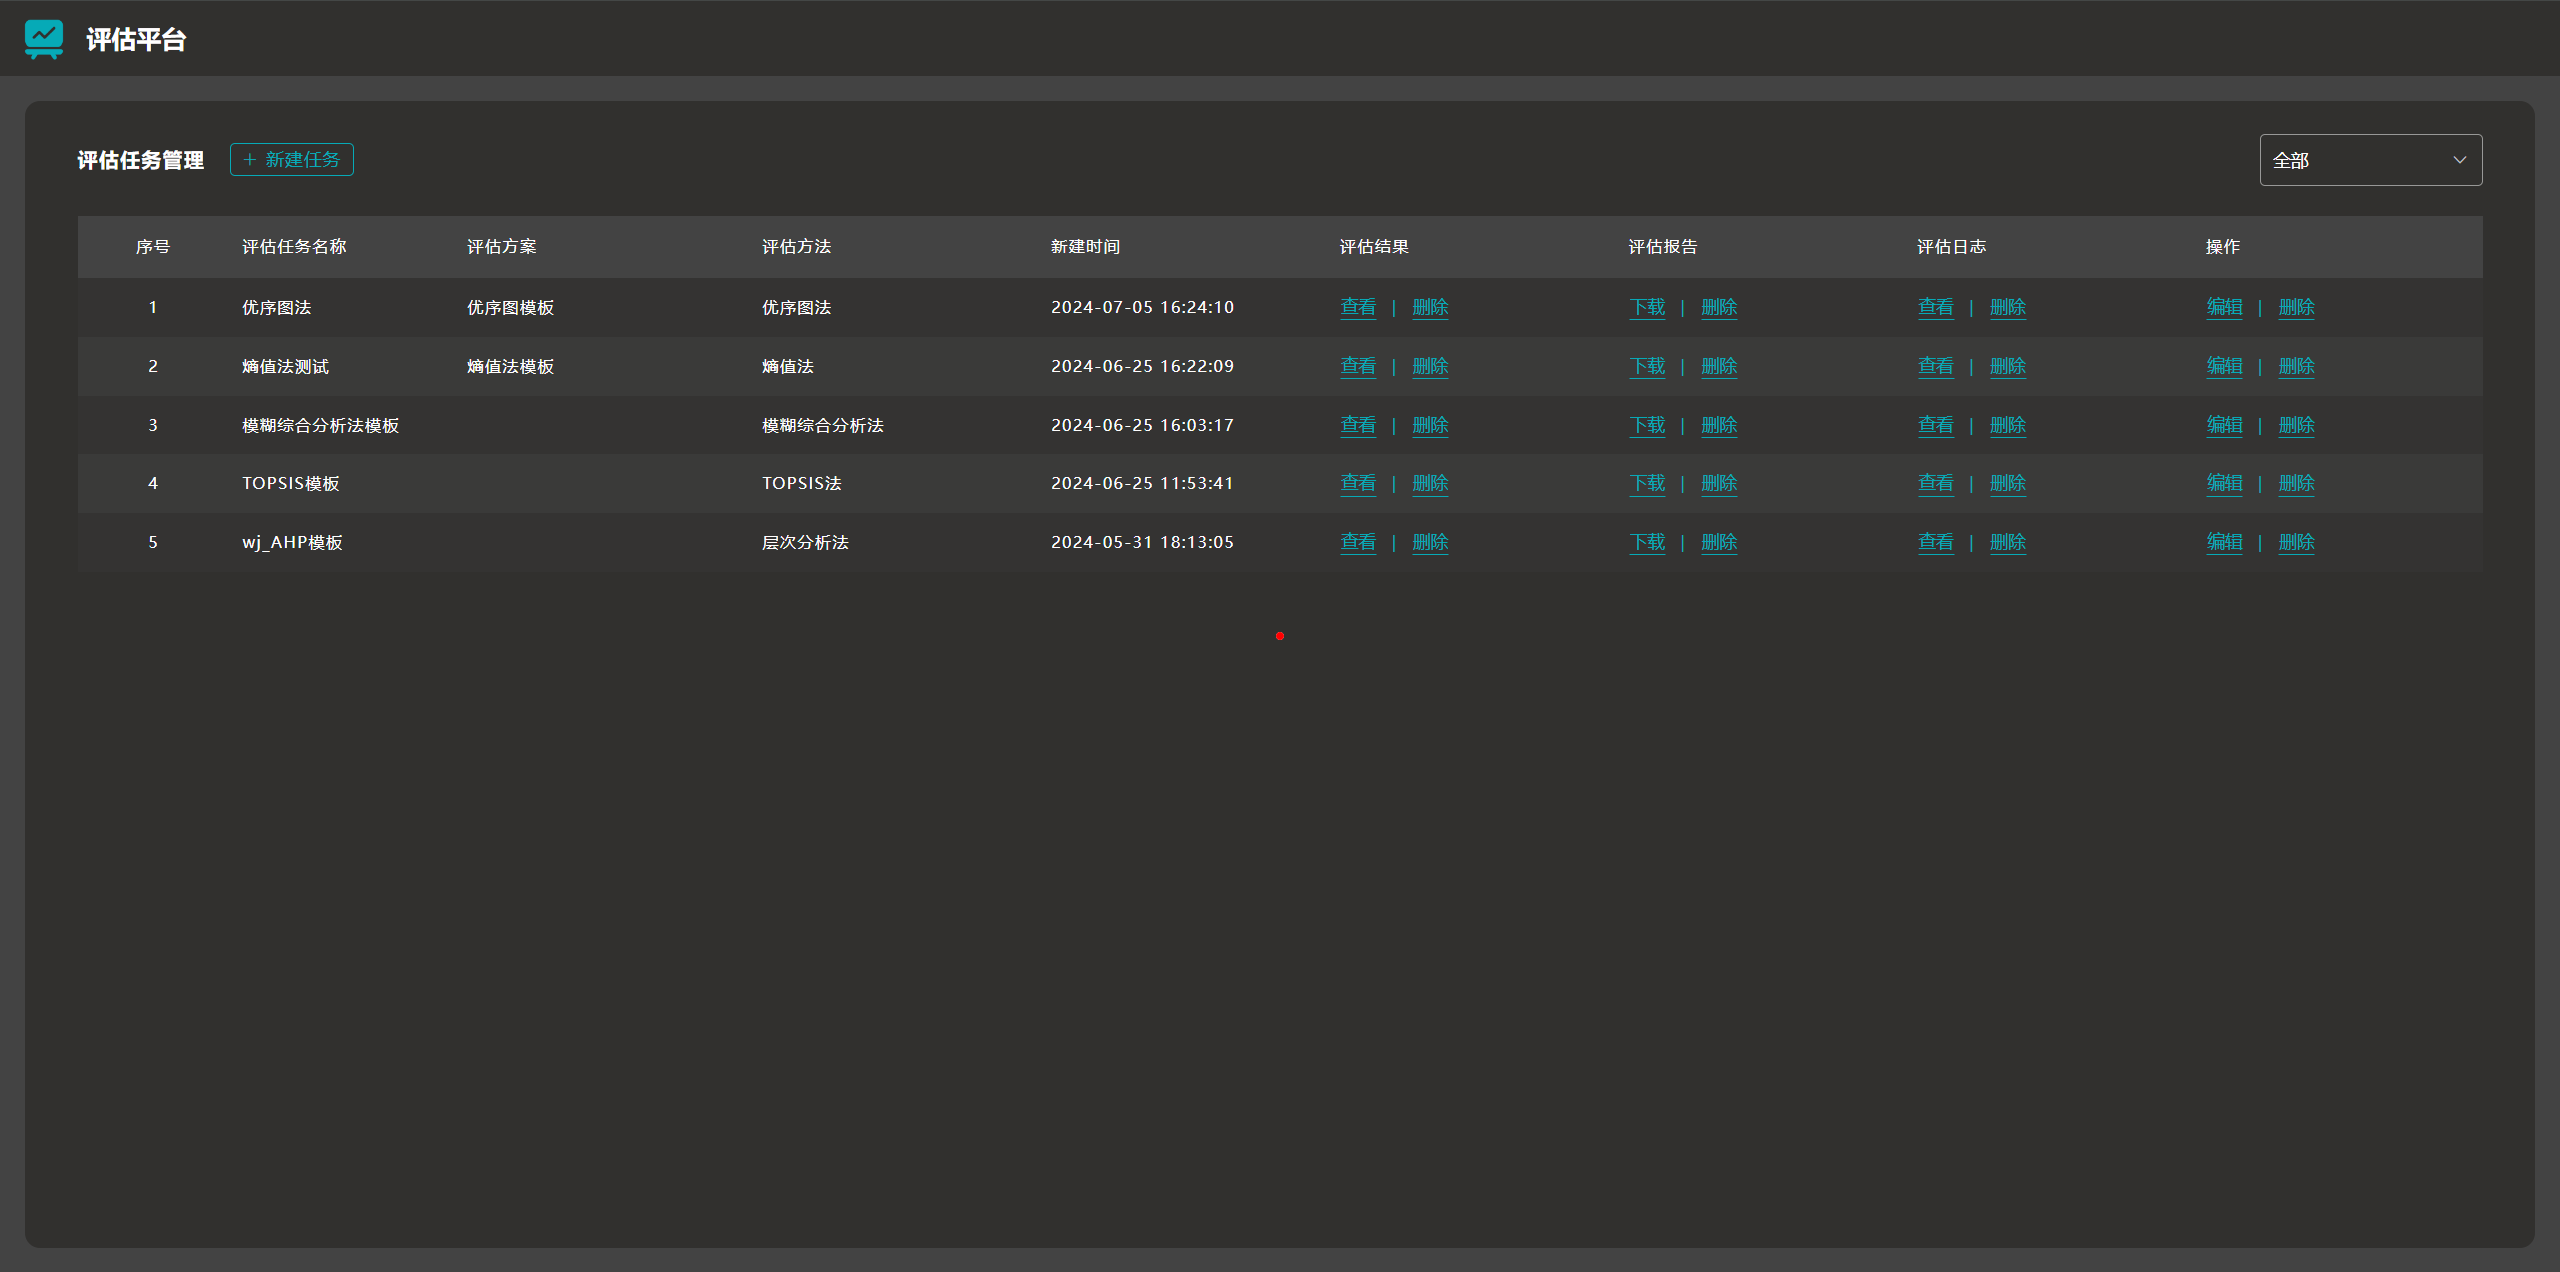 评估平台
评估任务管理 + 新建任务 全部
序号 评估任务名称 评估方案 评估方法 新建时间 评估结果 评估报告 评估日志 操作
1 优序图法 优序图模板 优序图法 2024-07-05 16:24:10 查看 | 删除 下载 | 删除 查看 | 删除 编辑 | 删除
2 熵值法测试 熵值法模板 熵值法 2024-06-25 16:22:09 查看 | 删除 下载 | 删除 查看 | 删除 编辑 | 删除
3 模糊综合分析法模板 模糊综合分析法 2024-06-25 16:03:17 查看 | 删除 下载 | 删除 查看 | 删除 编辑 | 删除
4 TOPSIS模板 TOPSIS法 2024-06-25 11:53:41 查看 | 删除 下载 | 删除 查看 | 删除 编辑 | 删除
5 wj_AHP模板 层次分析法 2024-05-31 18:13:05 查看 | 删除 下载 | 删除 查看 | 删除 编辑 | 删除